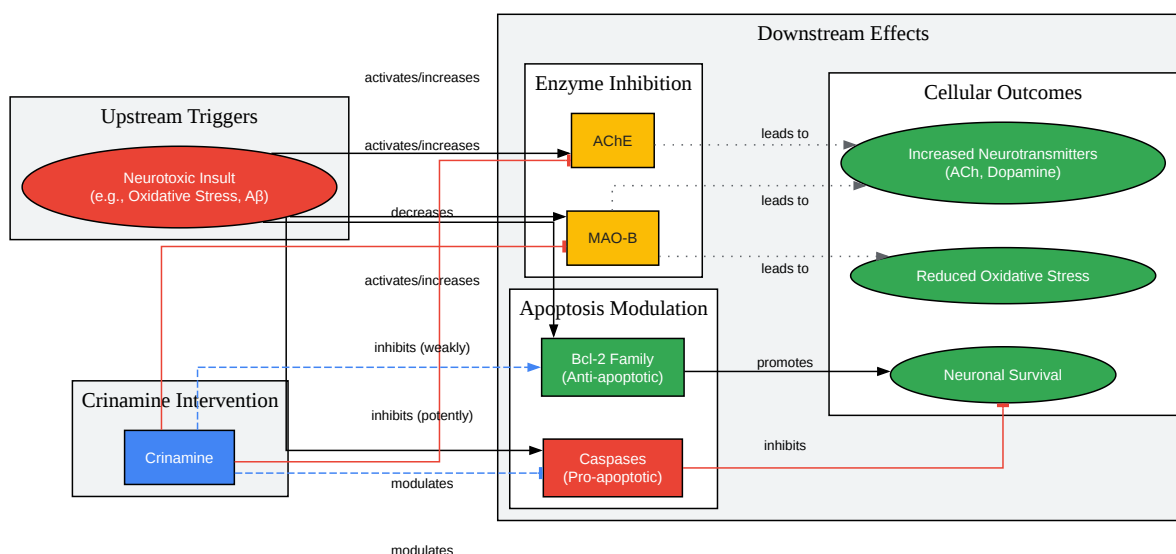 Downstream Effects
activates/increases
Enzyme Inhibition
Cellular Outcomes
Upstream Triggers
AChE
leads to
activates/increases
Increased Neurotransmitters
(ACh, Dopamine)
Neurotoxic Insult
(e.g., Oxidative Stress, Aβ)
leads to
decreases
MAO-B
leads to
Reduced Oxidative Stress
activates/increases
Apoptosis Modulation
inhibits (weakly)
Bcl-2 Family
(Anti-apoptotic)
promotes
Neuronal Survival
Crinamine Intervention
inhibits (potently)
Crinamine
Caspases
(Pro-apoptotic)
inhibits
modulates
modulates